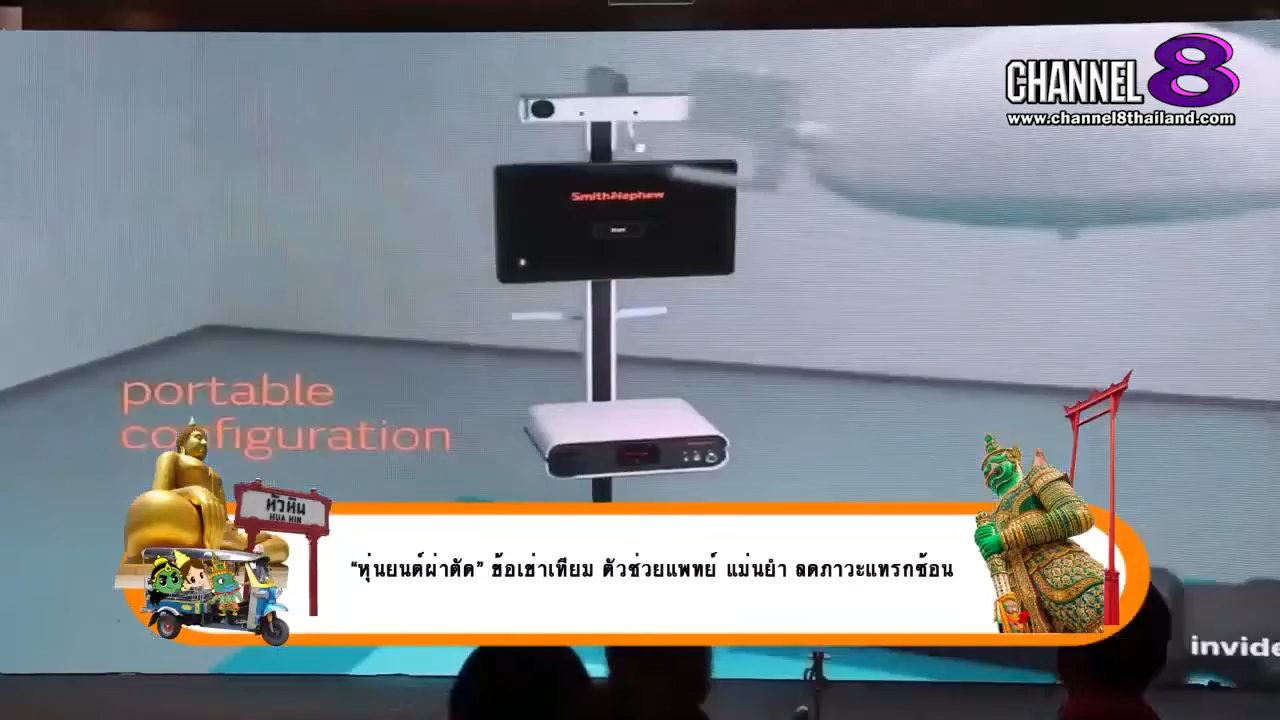 CHANNEL 8
www.channel8thailand.com
Smith+Nephew
Start
portable
configuration
หัวหิน
HUA HIN
“หุ่นยนต์ผ่าตัด” ข้อเข่าเทียม ตัวช่วยแพทย์ แม่นยำ ลดภาวะแทรกซ้อน